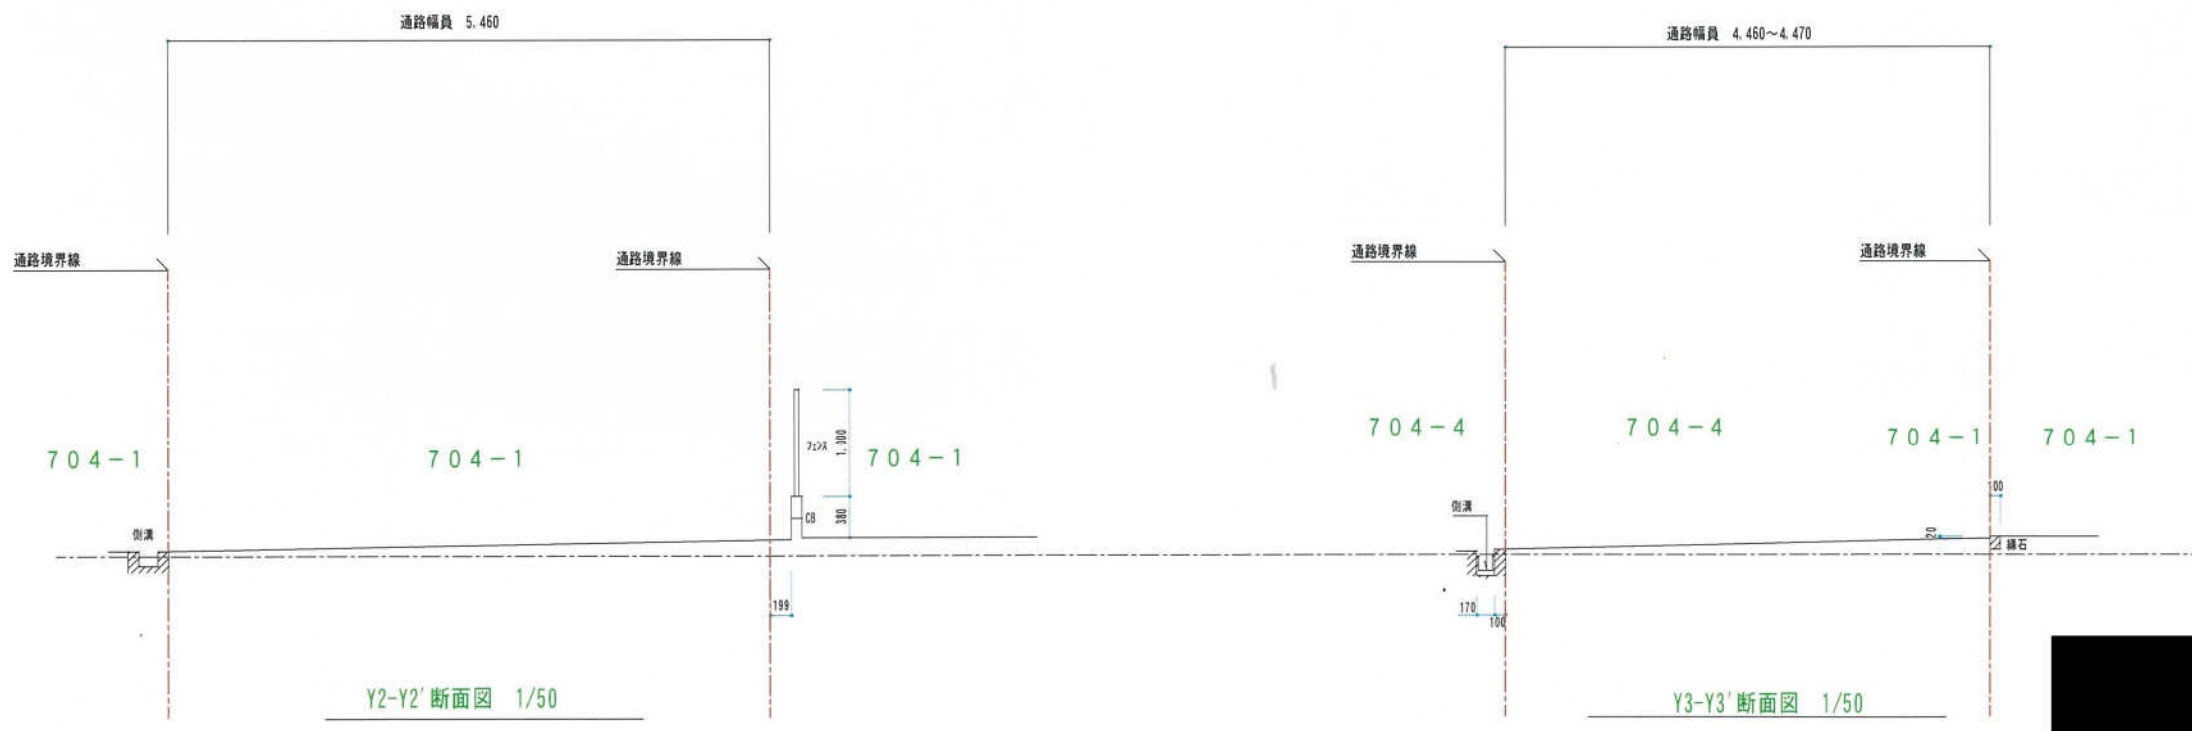 通路幅員 5.460
通路境界線
通路境界線
704-1
704-1
704-1
フェンス
1,000
CB
380
側溝
199
Y2-Y2'断面図 1/50
通路幅員 4.460~4.470
通路境界線
通路境界線
704-4
704-4
704-1
704-1
側溝
100
20
縁石
170
100
Y3-Y3'断面図 1/50